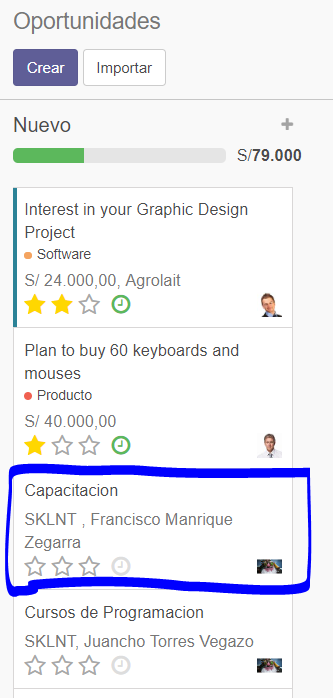 Oportunidades
Crear
Importar
Nuevo
S/79.000
Interest in your Graphic Design
Project
Software
S/ 24.000,00, Agrolait
Plan to buy 60 keyboards and
mouses
Producto
S/ 40.000,00
Capacitacion
SKLNT , Francisco Manrique
Zegarra
Cursos de Programacion
SKLNT, Juancho Torres Vegazo